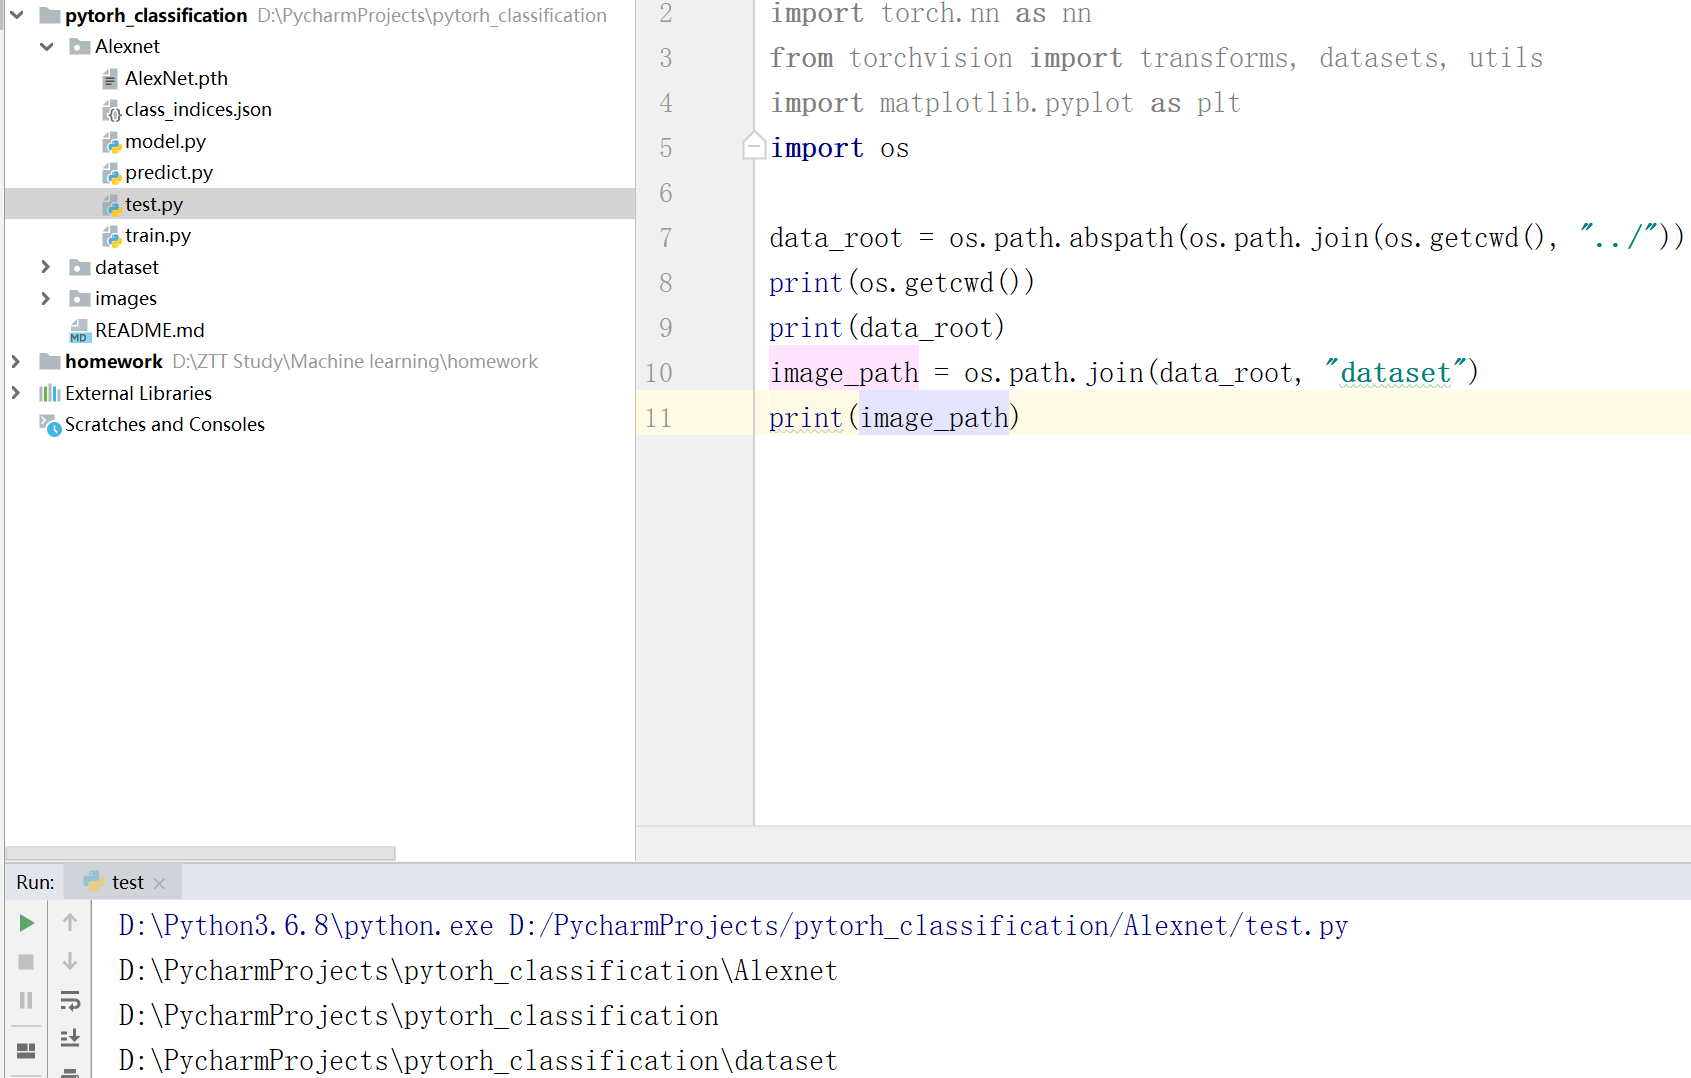 pytorh_classification D:\PycharmProjects\pytorh_classification
Alexnet
AlexNet.pth
class_indices.json
model.py
predict.py
test.py
train.py
dataset
images
MD README.md
homework D:\ZTT Study\Machine learning\homework
External Libraries
Scratches and Consoles
2 import torch.nn as nn
3 from torchvision import transforms, datasets, utils
4 import matplotlib.pyplot as plt
5 import os
6
7 data_root = os.path.abspath(os.path.join(os.getcwd(), "../"))
8 print(os.getcwd())
9 print(data_root)
10 image_path = os.path.join(data_root, "dataset")
11 print(image_path)
Run: test
D:\Python3.6.8\python.exe D:/PycharmProjects/pytorh_classification/Alexnet/test.py
D:\PycharmProjects\pytorh_classification\Alexnet
D:\PycharmProjects\pytorh_classification
D:\PycharmProjects\pytorh_classification\dataset